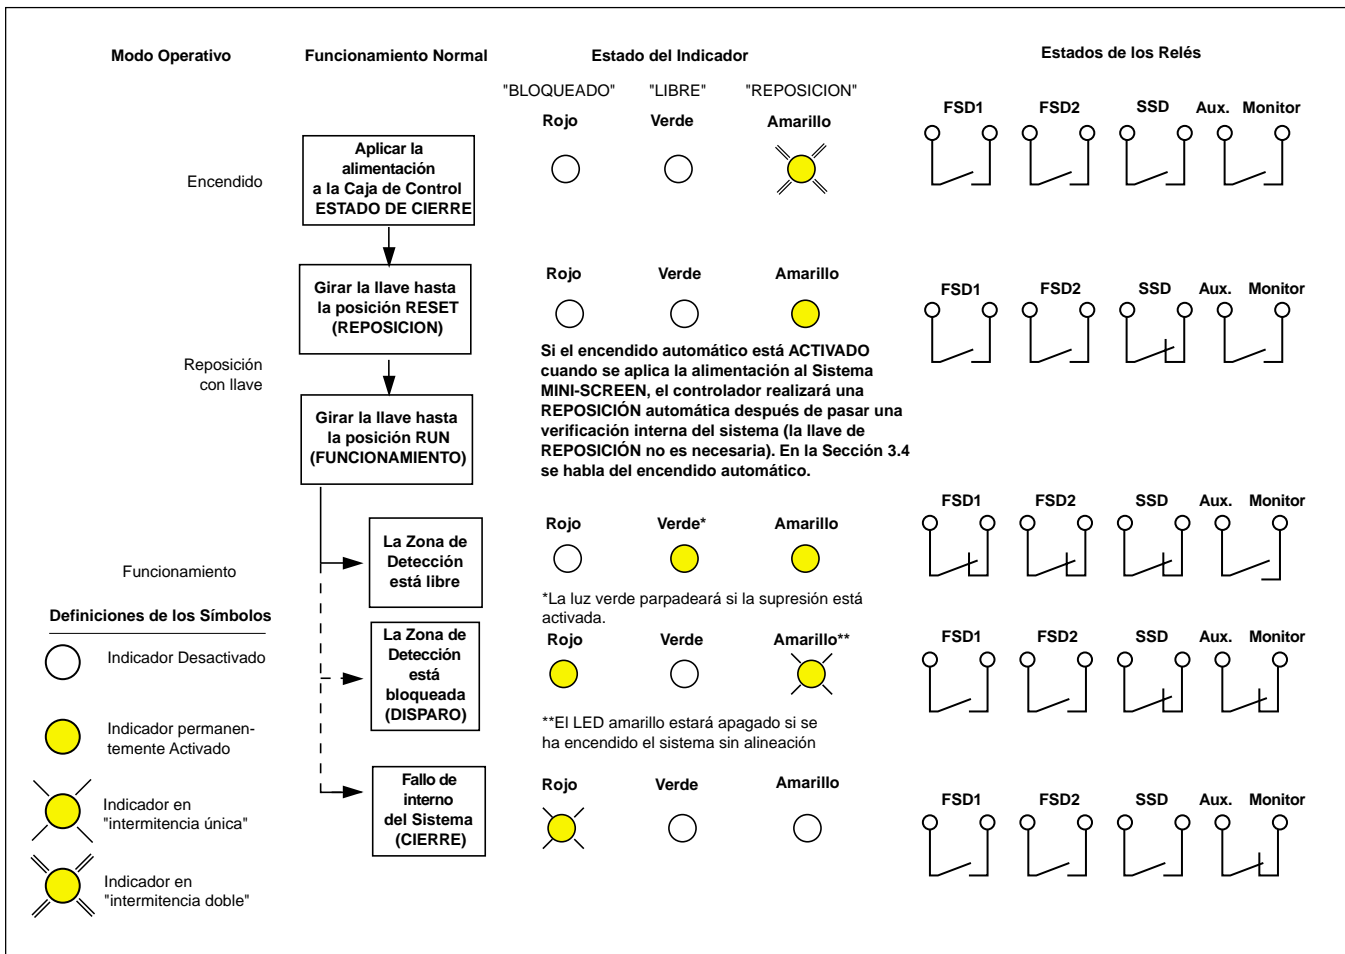 Modo Operativo
Funcionamiento Normal
Estado del Indicador
Estados de los Relés
"BLOQUEADO"
"LIBRE"
"REPOSICION"
Rojo
Verde
Amarillo
FSD1
FSD2
SSD
Aux.
Monitor
Encendido
Aplicar la
alimentación
a la Caja de Control
ESTADO DE CIERRE
Rojo
Verde
Amarillo
FSD1
FSD2
SSD
Aux.
Monitor
Girar la llave hasta
la posición RESET
(REPOSICION)
Reposición
con llave
Si el encendido automático está ACTIVADO
cuando se aplica la alimentación al Sistema
MINI-SCREEN, el controlador realizará una
REPOSICIÓN automática después de pasar una
verificación interna del sistema (la llave de
REPOSICIÓN no es necesaria). En la Sección 3.4
se habla del encendido automático.
Girar la llave hasta
la posición RUN
(FUNCIONAMIENTO)
FSD1
FSD2
SSD
Aux.
Monitor
Rojo
Verde*
Amarillo
La Zona de
Detección
está libre
Funcionamiento
*La luz verde parpadeará si la supresión está
activada.
Definiciones de los Símbolos
Indicador Desactivado
Indicador permanen-
temente Activado
Indicador en
"intermitencia única"
Indicador en
"intermitencia doble"
La Zona de
Detección
está
bloqueada
(DISPARO)
Rojo
Verde
Amarillo**
FSD1
FSD2
SSD
Aux.
Monitor
**El LED amarillo estará apagado si se
ha encendido el sistema sin alineación
Fallo de
interno
del Sistema
(CIERRE)
Rojo
Verde
Amarillo
FSD1
FSD2
SSD
Aux.
Monitor